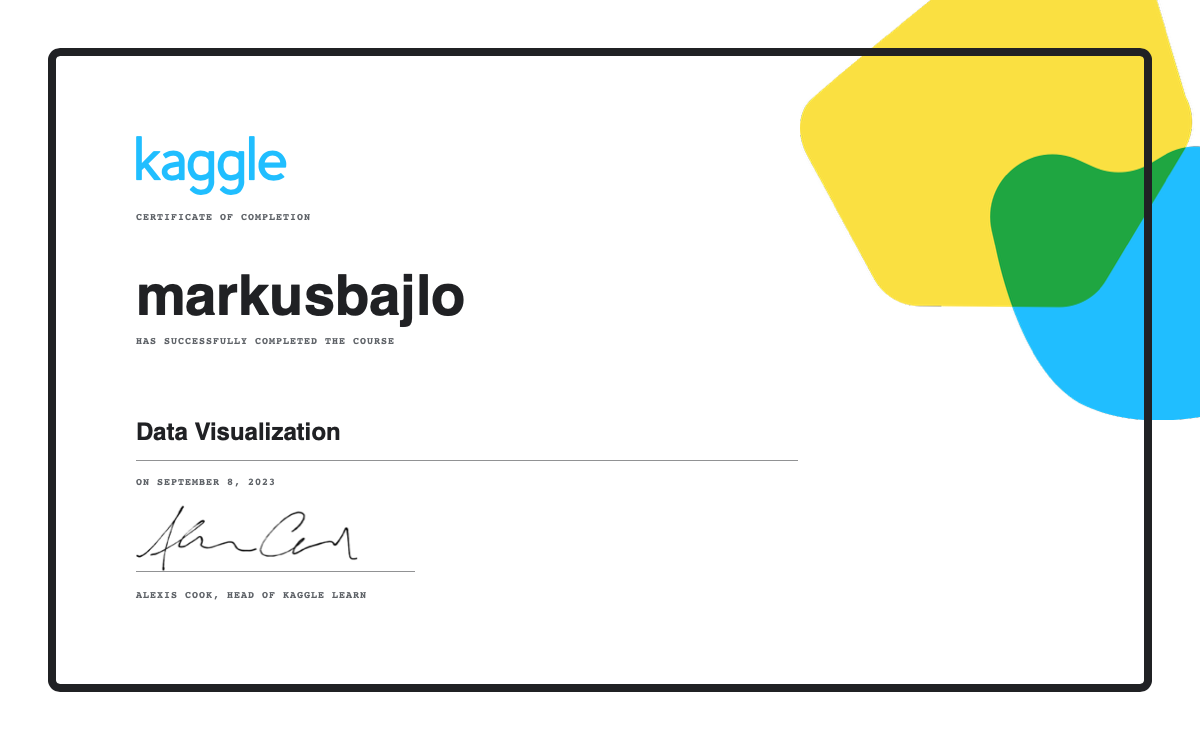 kaggle
CERTIFICATE OF COMPLETION
markusbajlo
HAS SUCCESSFULLY COMPLETED THE COURSE
Data Visualization
ON SEPTEMBER 8, 2023
Alexis Cook
ALEXIS COOK, HEAD OF KAGGLE LEARN